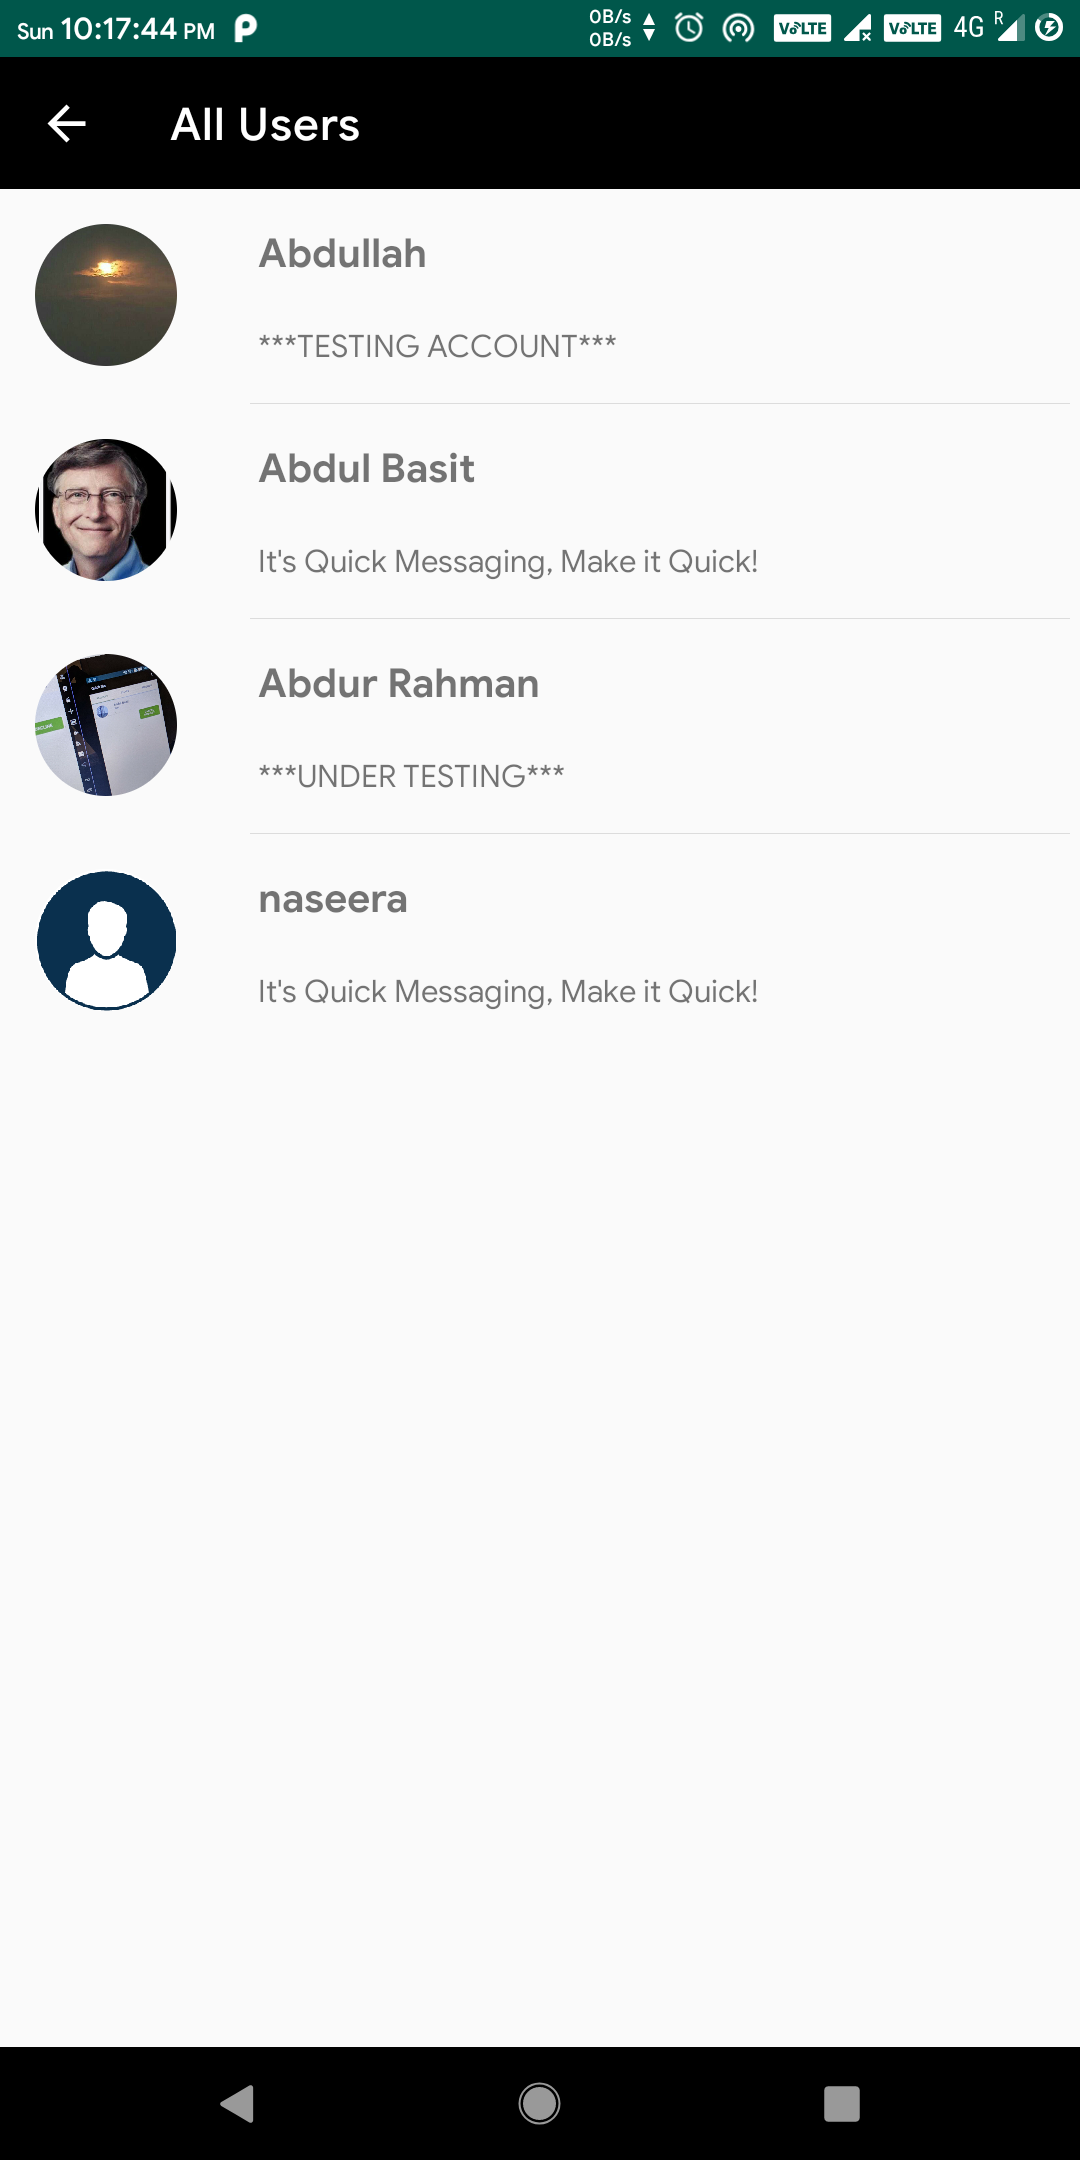 Sun 10:17:44 PM
0B/s
0B/s
VoLTE VoLTE 4G R
All Users
Abdullah
***TESTING ACCOUNT***
Abdul Basit
It's Quick Messaging, Make it Quick!
Abdur Rahman
***UNDER TESTING***
naseera
It's Quick Messaging, Make it Quick!